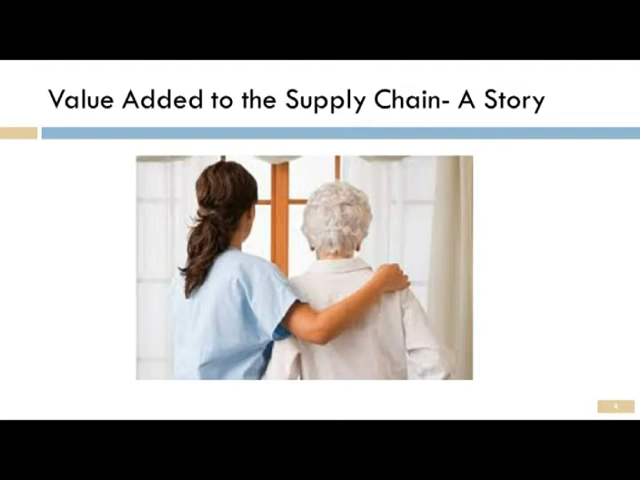 Value Added to the Supply Chain- A Story